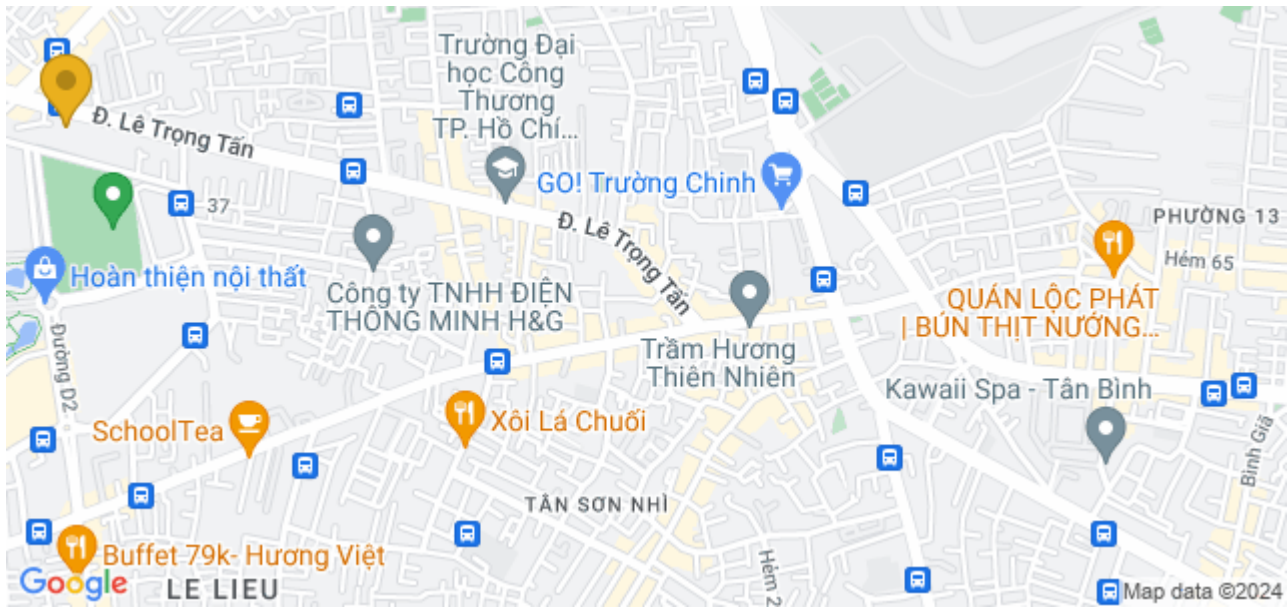 Trường Đại
học Công
Thương
TP. Hồ Chí...
Đ. Lê Trọng Tấn
GO! Trường Chinh
37
Đ. Lê Trọng Tấn
PHƯỜNG 13
Hẻm 65
Hoàn thiện nội thất
Công ty TNHH ĐIỆN
THÔNG MINH H&G
QUÁN LỘC PHÁT
| BÚN THỊT NƯỚNG...
Trầm Hương
Thiên Nhiên
Đường D2
Kawaii Spa - Tân Bình
SchoolTea
Xôi Lá Chuối
Bình Giã
TÂN SƠN NHÌ
Buffet 79k- Hương Việt
Hẻm 2
Google
LE LIEU
Map data ©2024